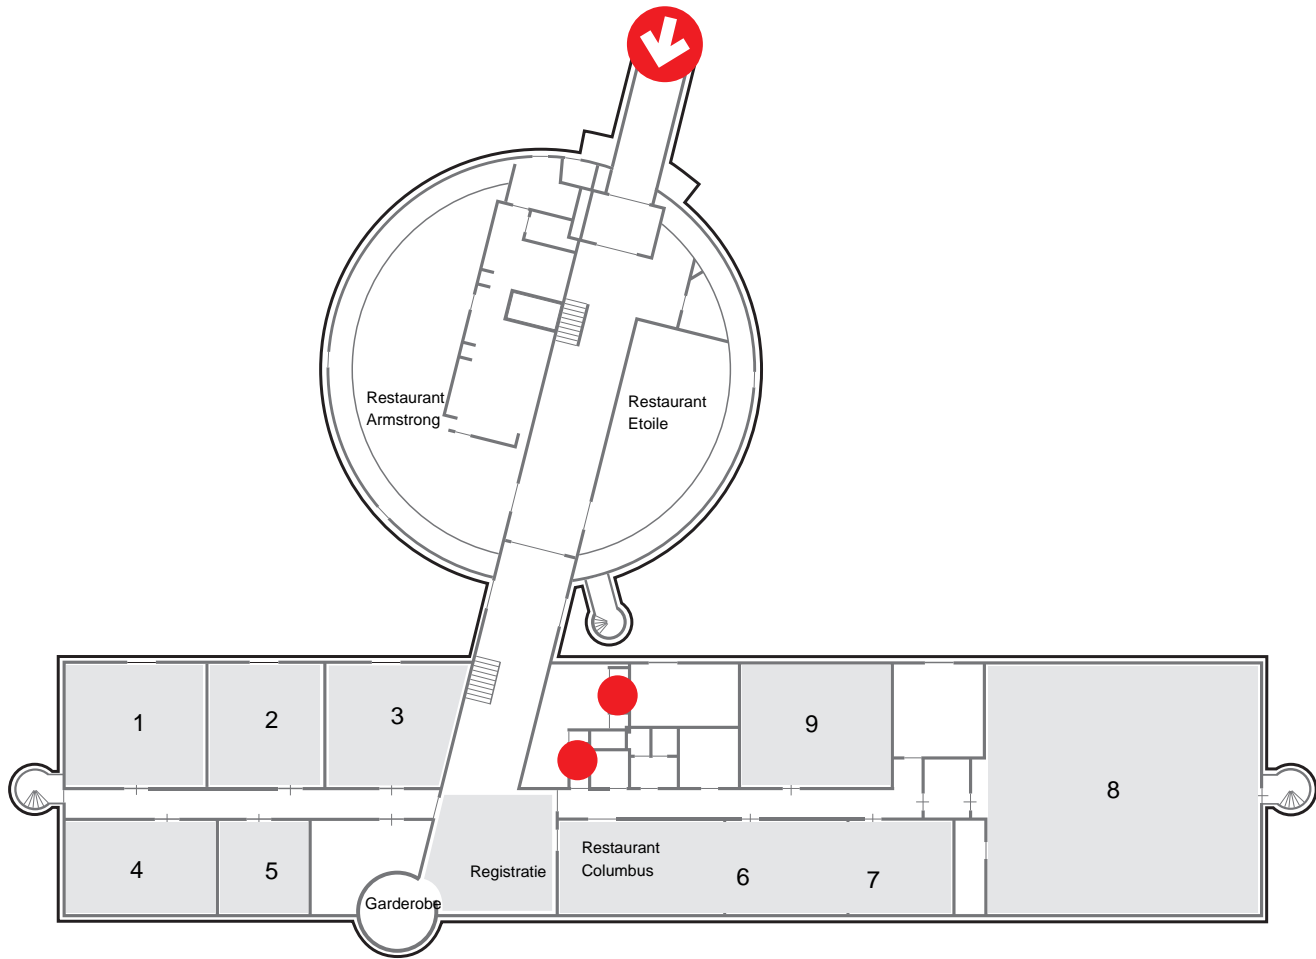 Restaurant
Armstrong
Restaurant
Etoile
1
2
3
9
8
4
5
Registratie
Restaurant
Columbus
6
7
Garderobe